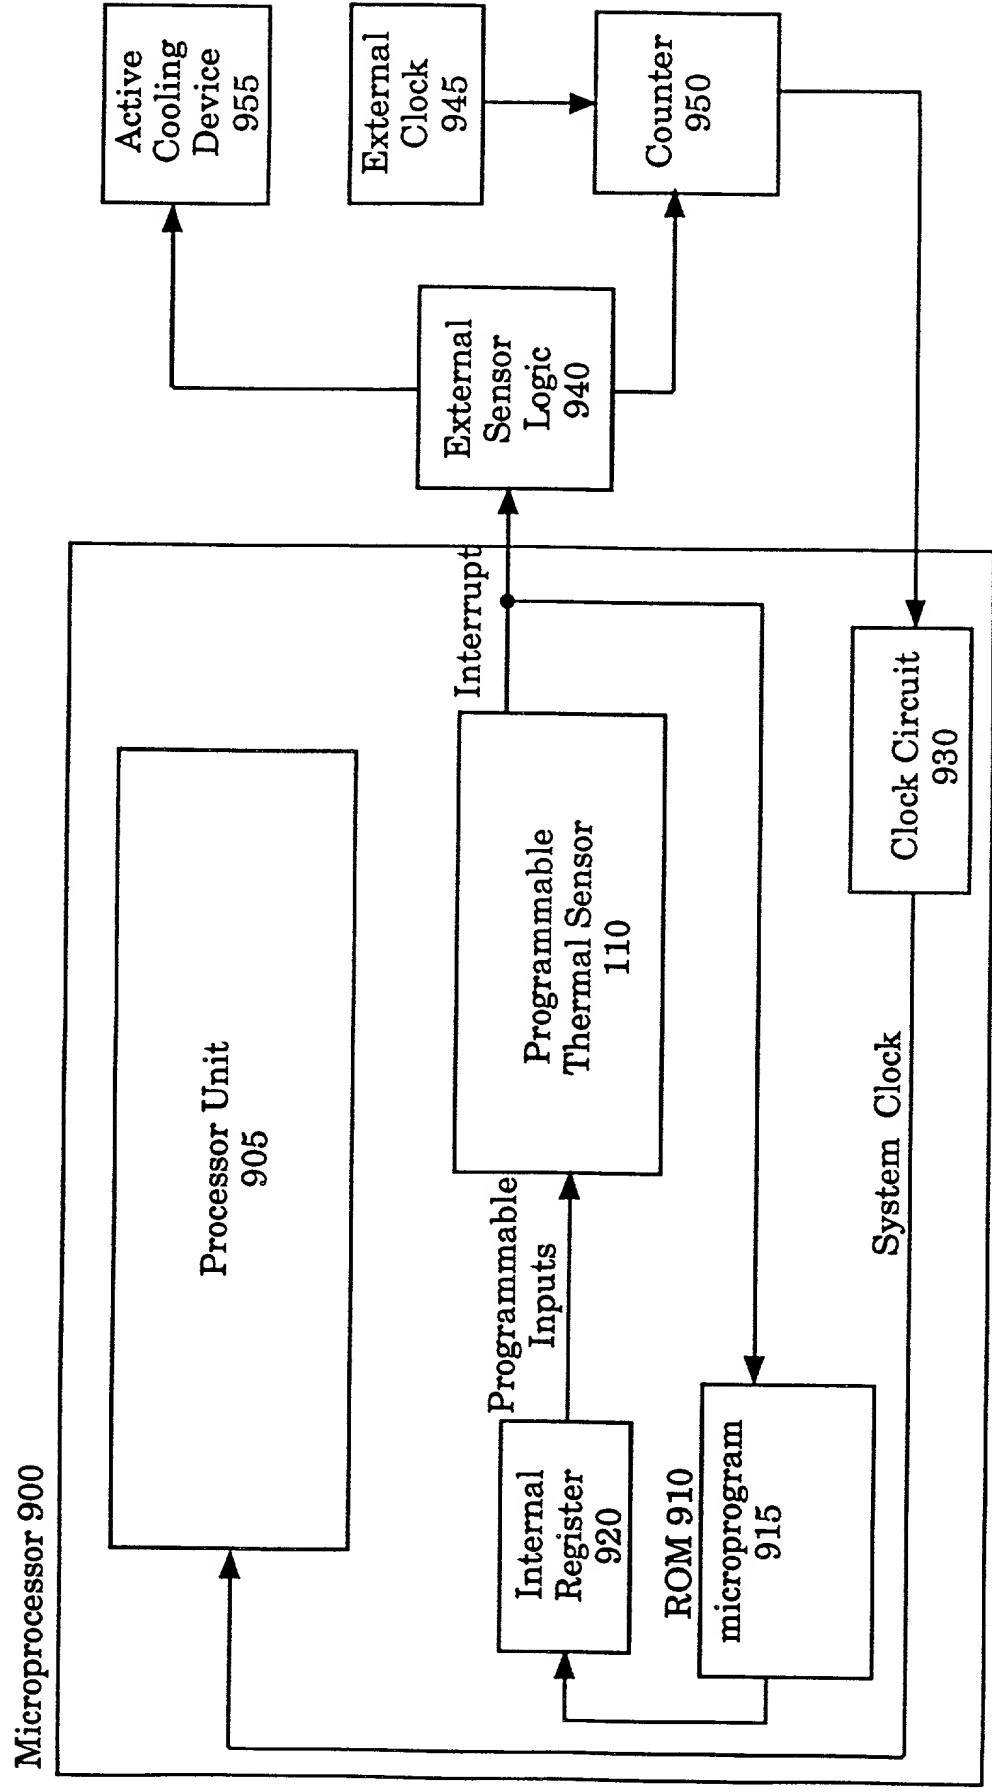 Microprocessor 900
Processor Unit
905
Internal
Register
920
Programmable
Inputs
Programmable
Thermal Sensor
110
Interrupt
ROM 910
microprogram
915
System Clock
Clock Circuit
930
External
Sensor
Logic
940
Active
Cooling
Device
955
External
Clock
945
Counter
950